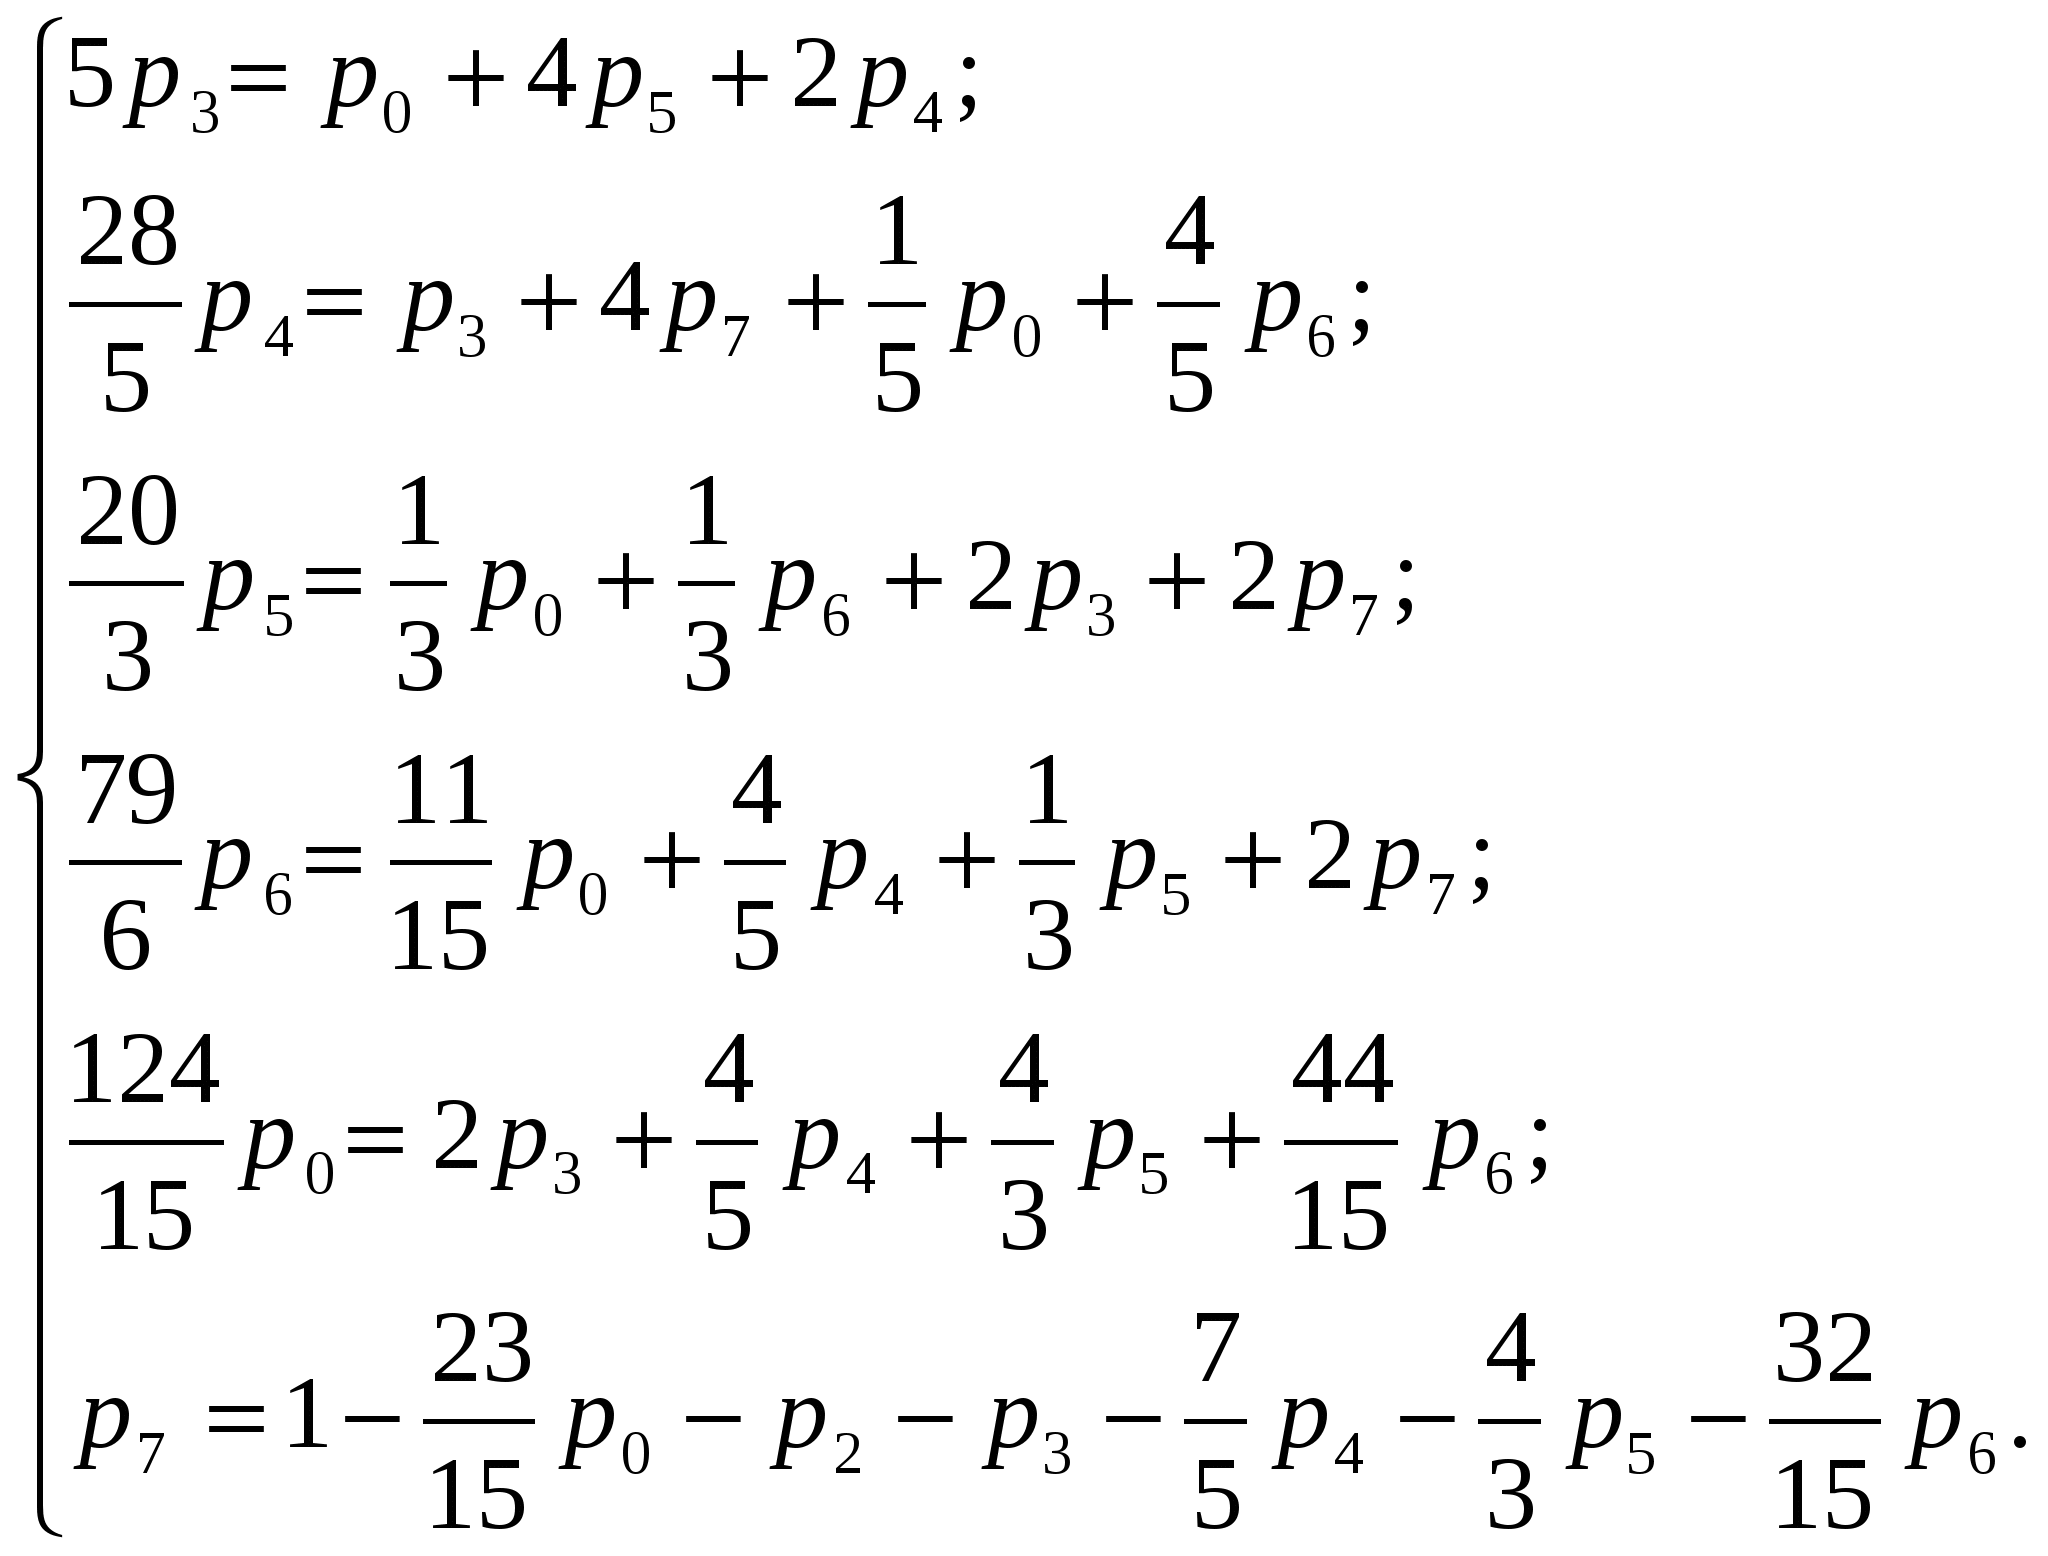 5p₃ = p₀ + 4p₅ + 2p₄;
28/5 p₄ = p₃ + 4p₇ + 1/5 p₀ + 4/5 p₆;
20/3 p₅ = 1/3 p₀ + 1/3 p₆ + 2p₃ + 2p₇;
79/6 p₆ = 11/15 p₀ + 4/5 p₄ + 1/3 p₅ + 2p₇;
124/15 p₀ = 2p₃ + 4/5 p₄ + 4/3 p₅ + 44/15 p₆;
p₇ = 1 − 23/15 p₀ − p₂ − p₃ − 7/5 p₄ − 4/3 p₅ − 32/15 p₆.